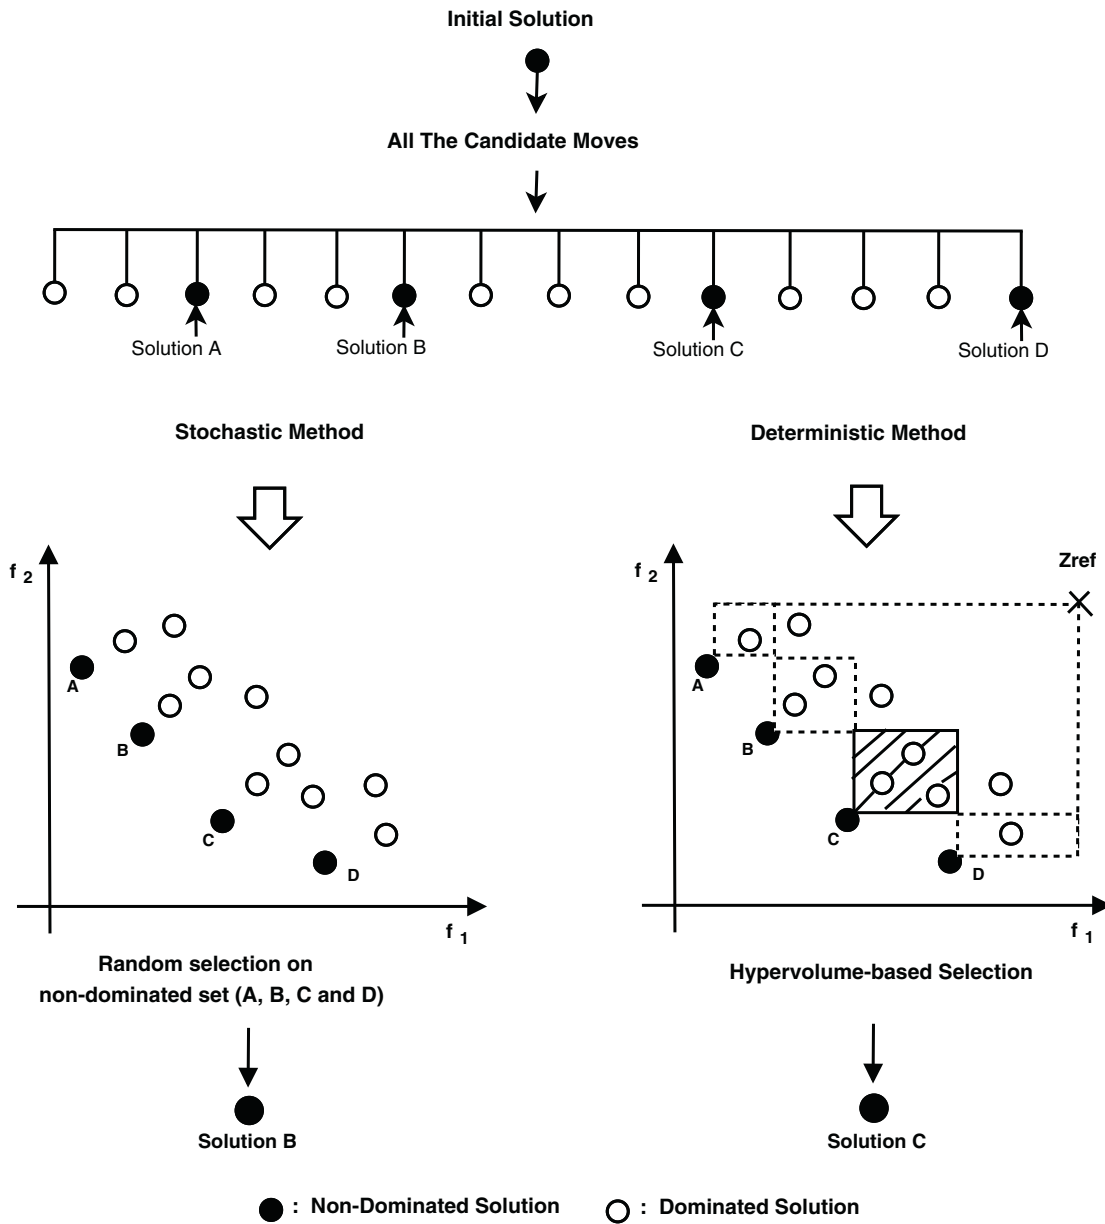 Initial Solution
All The Candidate Moves
Solution A
Solution B
Solution C
Solution D
Stochastic Method
Deterministic Method
f 2
A
B
C
D
f 1
f 2
Zref
A
B
C
D
f 1
Random selection on
non-dominated set (A, B, C and D)
Hypervolume-based Selection
Solution B
Solution C
: Non-Dominated Solution
: Dominated Solution